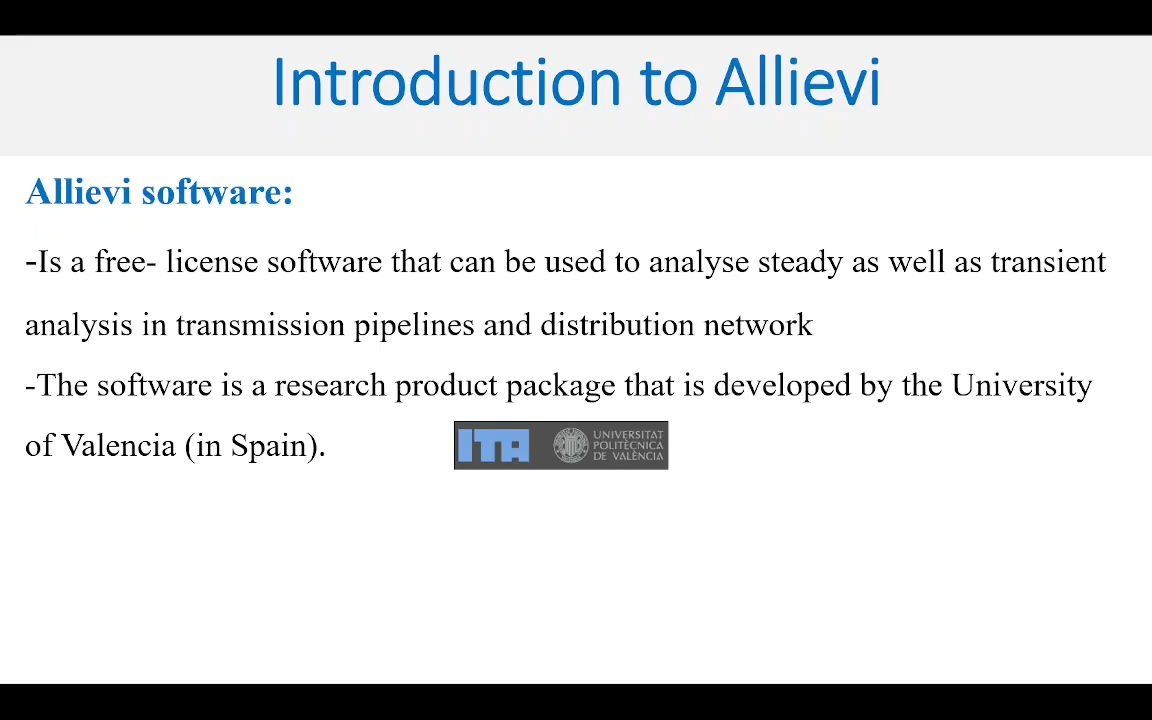 Introduction to Allievi
Allievi software:
-Is a free- license software that can be used to analyse steady as well as transient
analysis in transmission pipelines and distribution network
-The software is a research product package that is developed by the University
of Valencia (in Spain).
ITA
UNIVERSITAT
POLITÈCNICA
DE VALÈNCIA